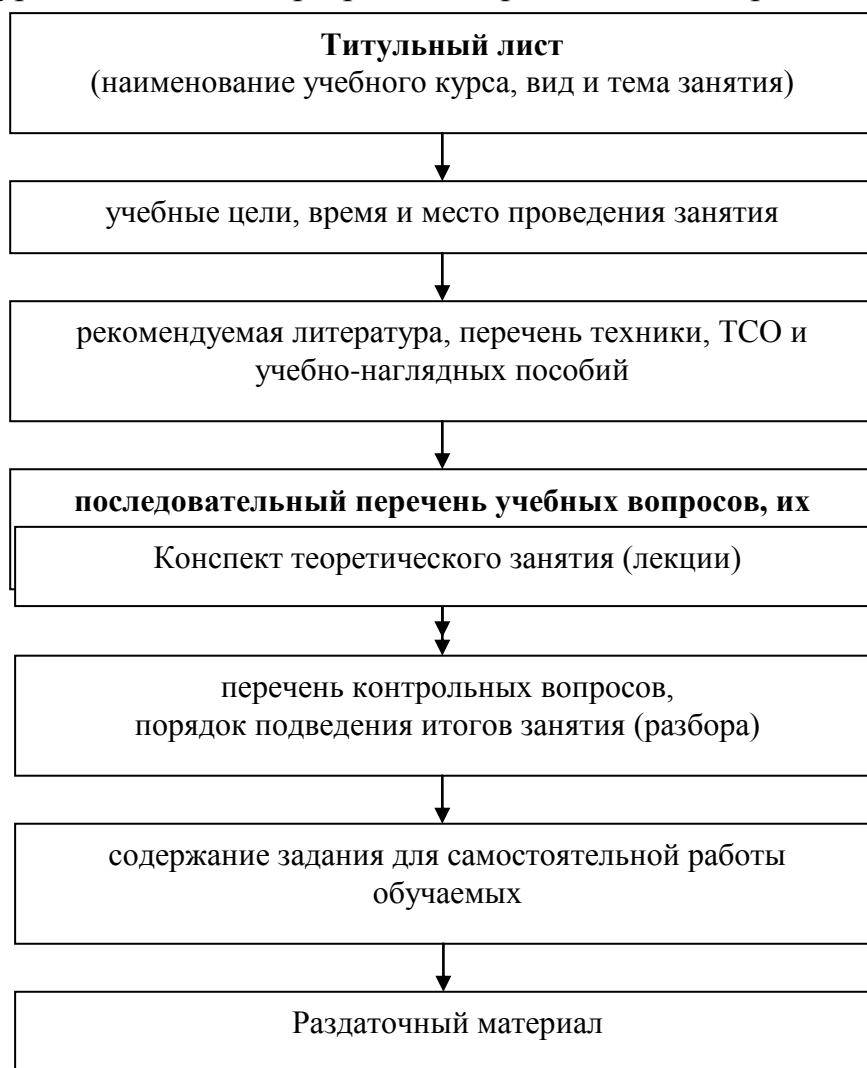 Титульный лист
(наименование учебного курса, вид и тема занятия)
учебные цели, время и место проведения занятия
рекомендуемая литература, перечень техники, ТСО и
учебно-наглядных пособий
последовательный перечень учебных вопросов, их
Конспект теоретического занятия (лекции)
перечень контрольных вопросов,
порядок подведения итогов занятия (разбора)
содержание задания для самостоятельной работы
обучаемых
Раздаточный материал